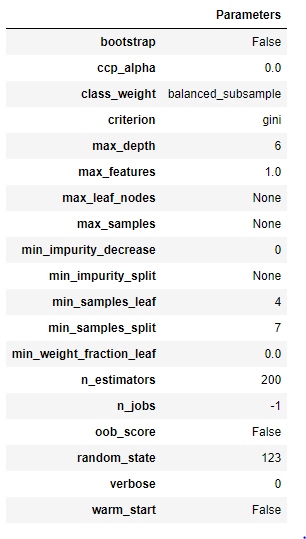 Parameters
bootstrap False
ccp_alpha 0.0
class_weight balanced_subsample
criterion gini
max_depth 6
max_features 1.0
max_leaf_nodes None
max_samples None
min_impurity_decrease 0
min_impurity_split None
min_samples_leaf 4
min_samples_split 7
min_weight_fraction_leaf 0.0
n_estimators 200
n_jobs -1
oob_score False
random_state 123
verbose 0
warm_start False